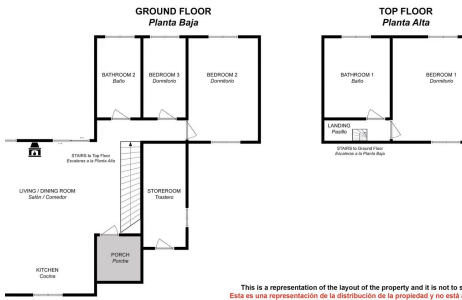 GROUND FLOOR
Planta Baja
TOP FLOOR
Planta Alta
BATHROOM 2
Baño
BEDROOM 3
Dormitorio
BEDROOM 2
Dormitorio
BATHROOM 1
Baño
BEDROOM 1
Dormitorio
LANDING
Pasillo
STAIRS to Ground Floor
Escaleras a la Planta Baja
STAIRS to Top Floor
Escaleras a la Planta Alta
LIVING / DINING ROOM
Salón / Comedor
STOREROOM
Trastero
PORCH
Porche
KITCHEN
Cocina
This is a representation of the layout of the property and it is not to s
Esta es una representación de la distribución de la propiedad y no está